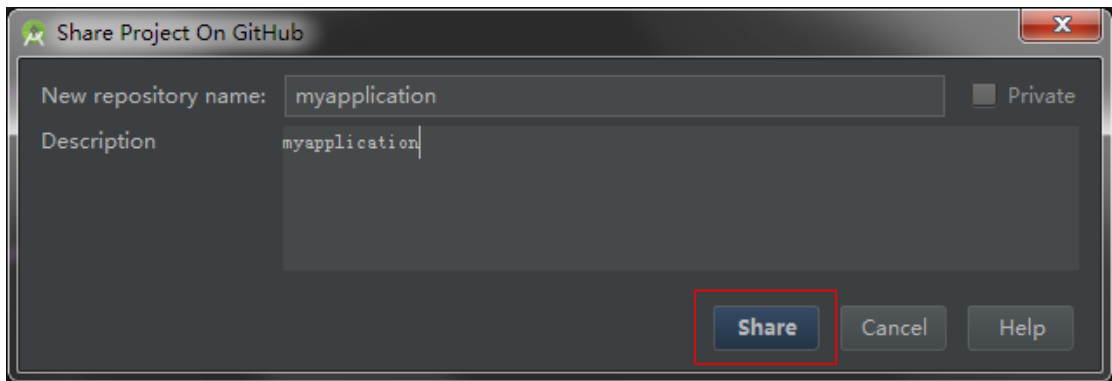 Share Project On GitHub
New repository name: myapplication Private
Description myapplication
Share Cancel Help